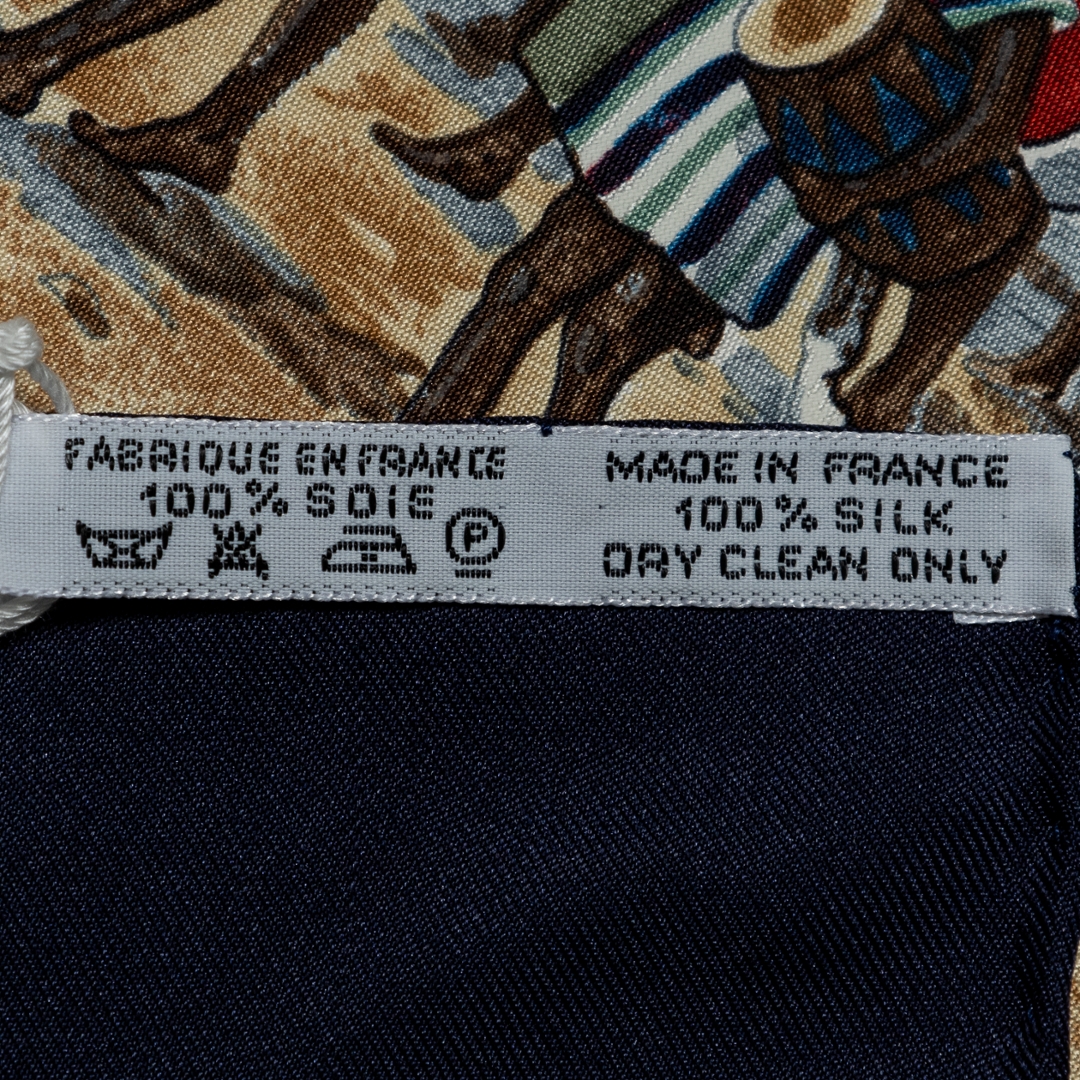 FABRIQUE EN FRANCE
100% SOIE
P
MADE IN FRANCE
100% SILK
DRY CLEAN ONLY